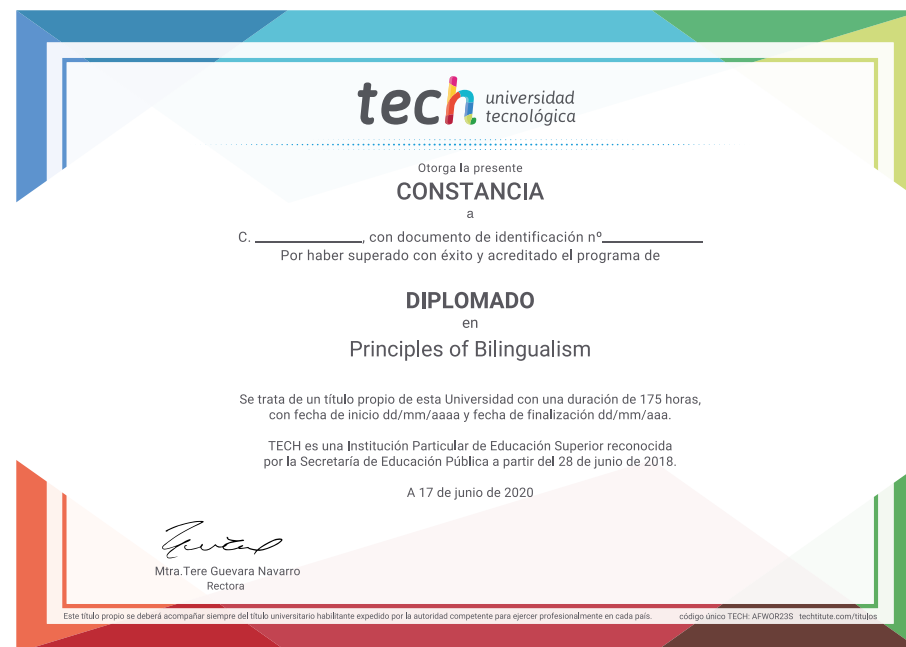 tech universidad
tecnológica
Otorga la presente
CONSTANCIA
a
C. ____________, con documento de identificación nº____________
Por haber superado con éxito y acreditado el programa de
DIPLOMADO
en
Principles of Bilingualism
Se trata de un título propio de esta Universidad con una duración de 175 horas,
con fecha de inicio dd/mm/aaaa y fecha de finalización dd/mm/aaa.
TECH es una Institución Particular de Educación Superior reconocida
por la Secretaría de Educación Pública a partir del 28 de junio de 2018.
A 17 de junio de 2020
Mtra.Tere Guevara Navarro
Rectora
Este título propio se deberá acompañar siempre del título universitario habilitante expedido por la autoridad competente para ejercer profesionalmente en cada país. código único TECH: AFWOR23S techtitute.com/titulos